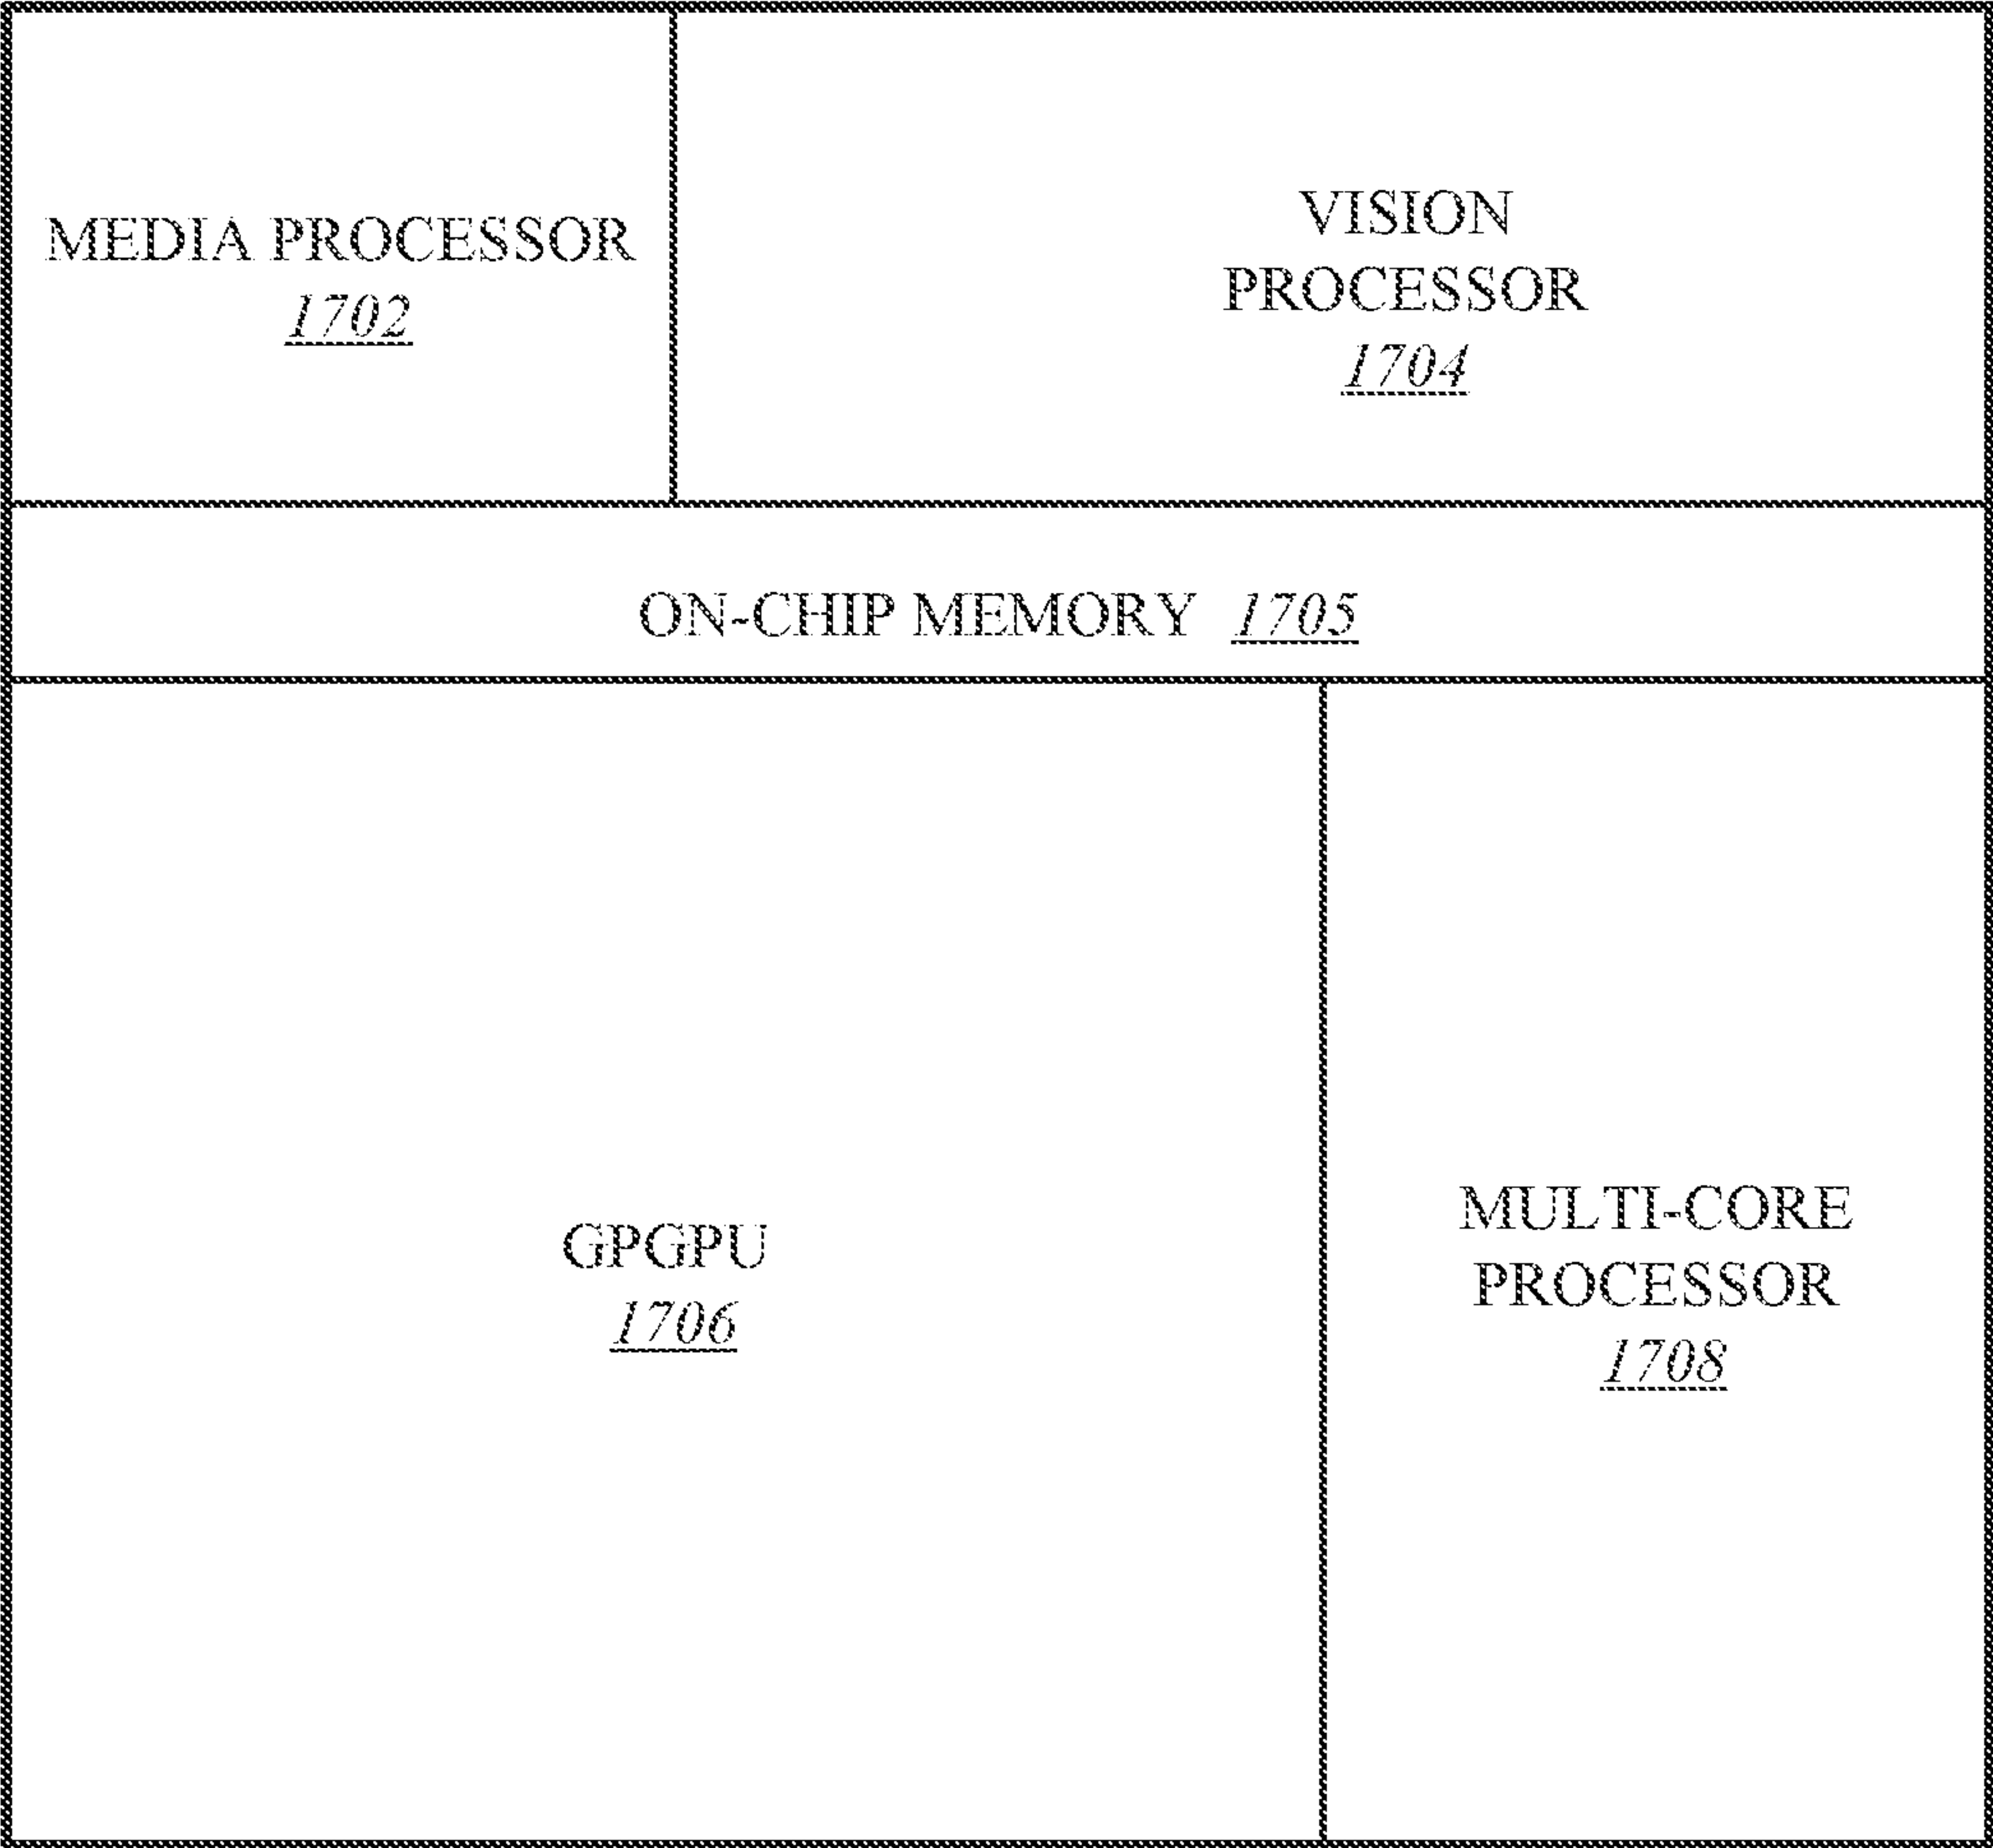 MEDIA PROCESSOR
1702
VISION
PROCESSOR
1704
ON-CHIP MEMORY 1705
GPGPU
1706
MULTI-CORE
PROCESSOR
1708